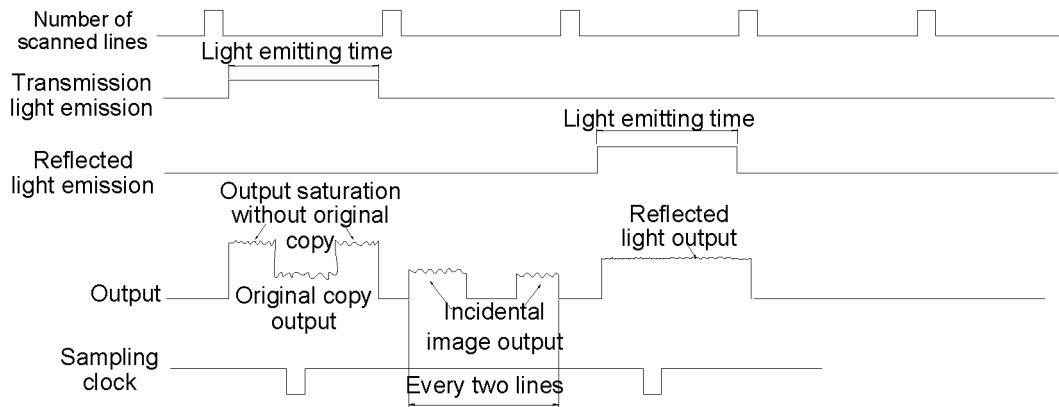 Number of
scanned lines
Light emitting time
Transmission
light emission
Light emitting time
Reflected
light emission
Output saturation
without original
copy
Reflected
light output
Output
Original copy
output
Incidental
image output
Sampling
clock
Every two lines